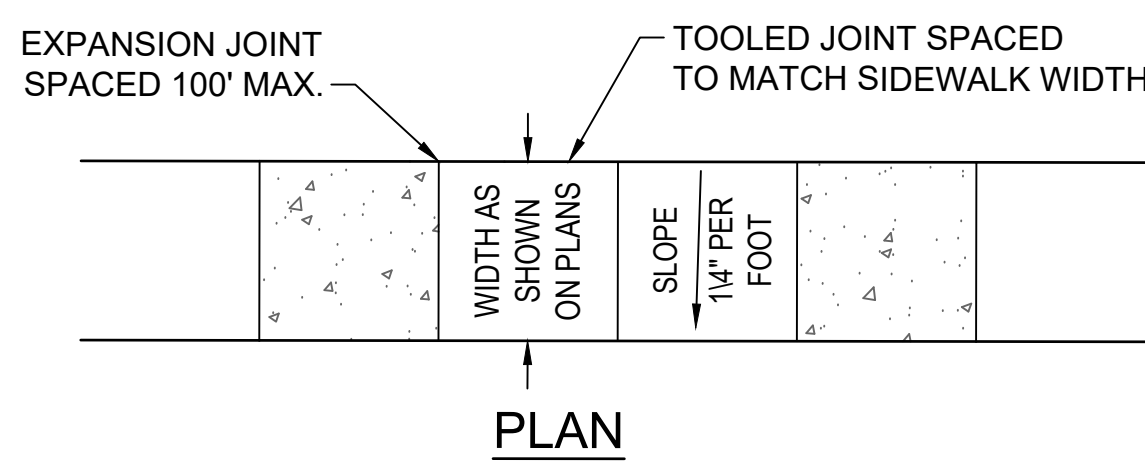 EXPANSION JOINT
SPACED 100' MAX.
TOOLED JOINT SPACED
TO MATCH SIDEWALK WIDTH
WIDTH AS
SHOWN
ON PLANS
SLOPE
1\4" PER
FOOT
PLAN